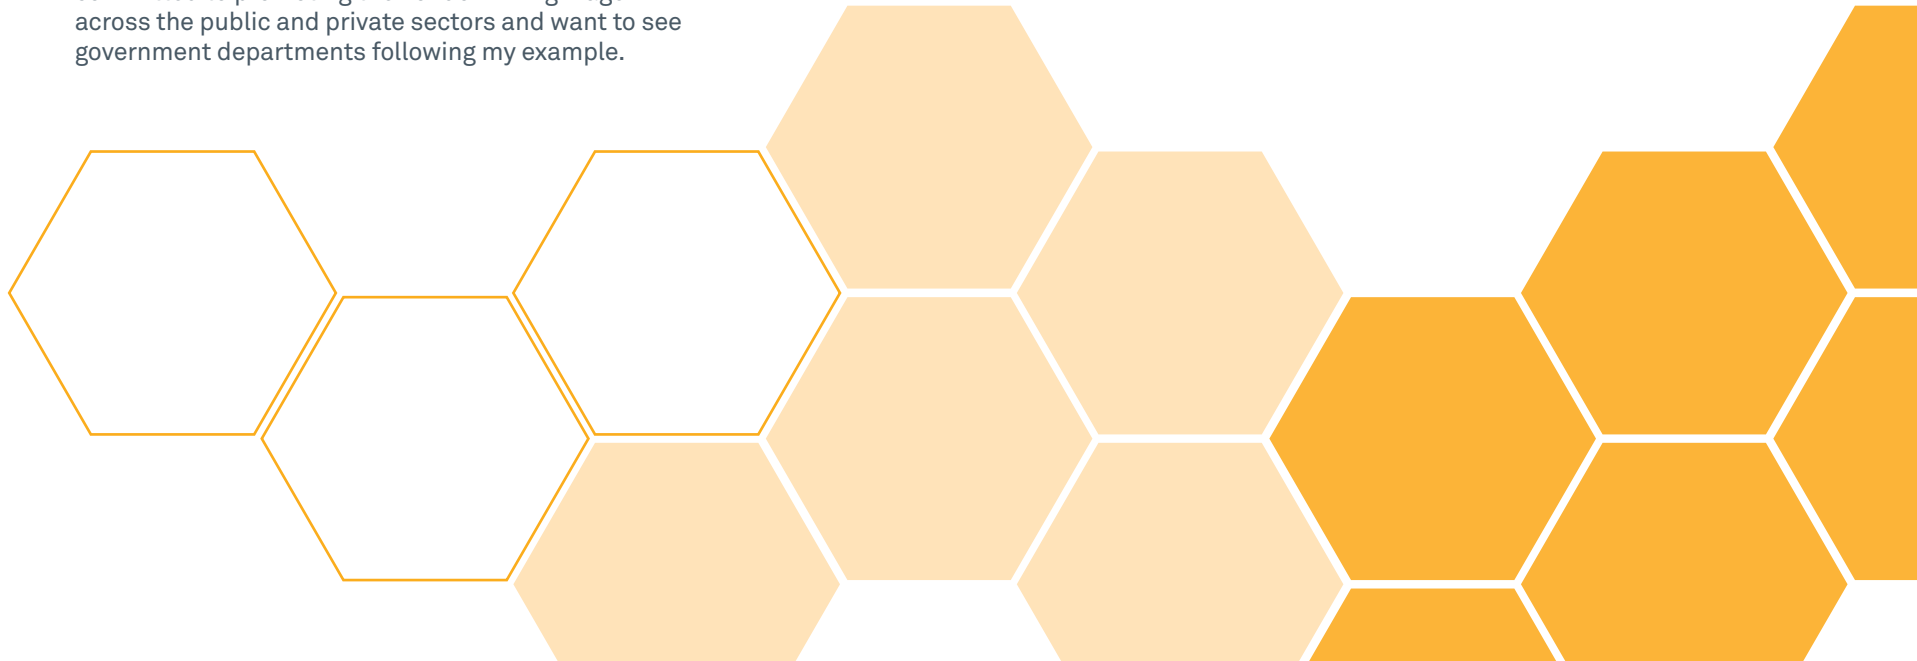 across the public and private sectors and want to see
government departments following my example.